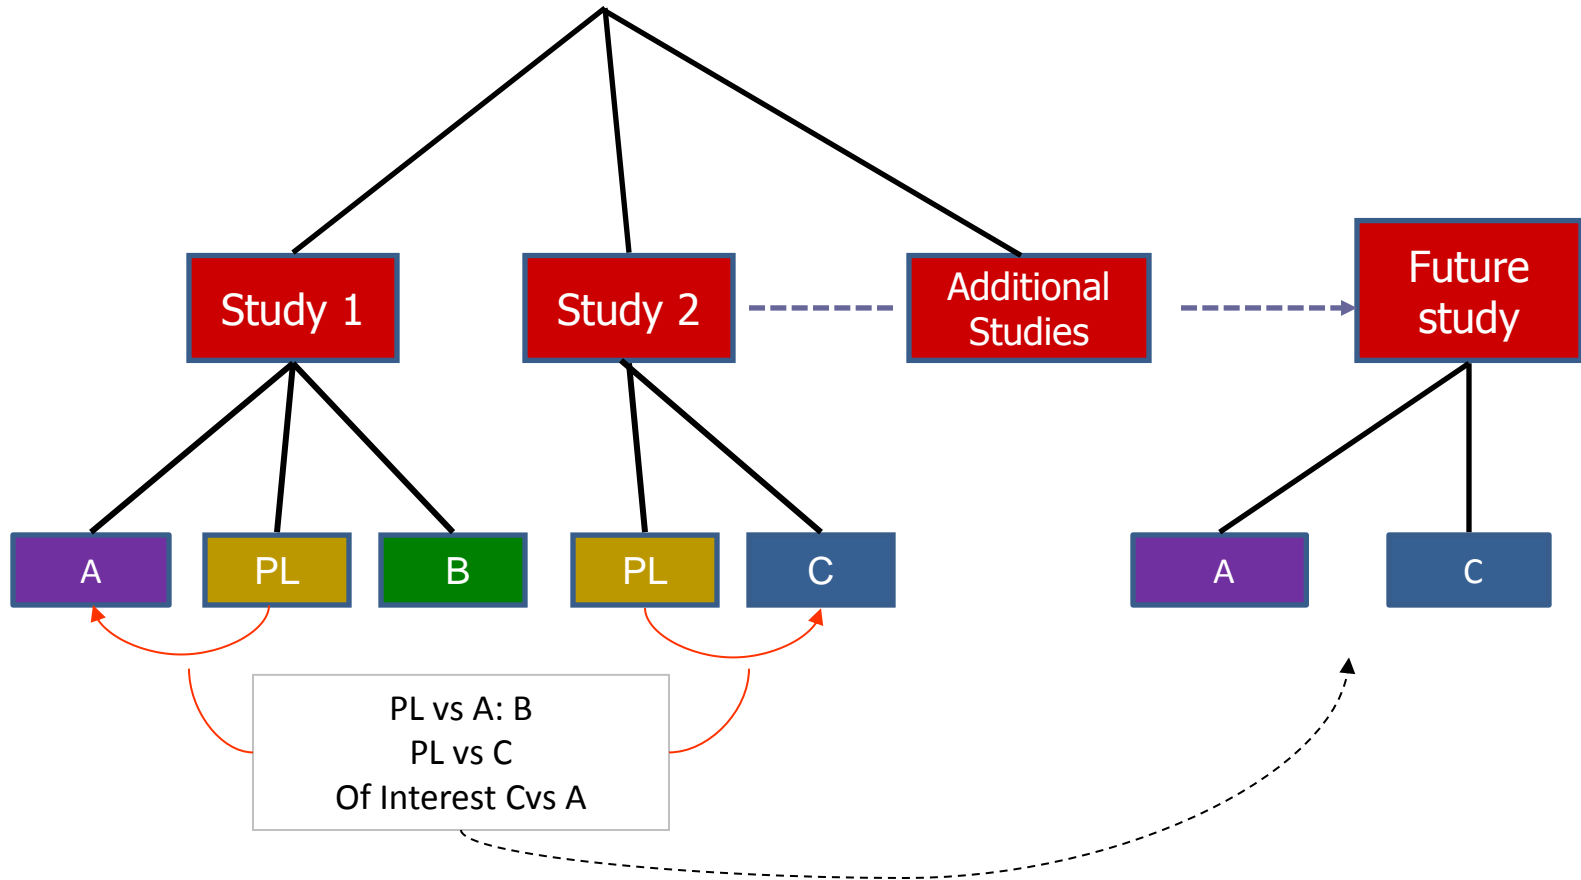 Study 1
Study 2
Additional
Studies
Future
study
A
PL
B
PL
C
A
C
PL vs A: B
PL vs C
Of Interest Cvs A